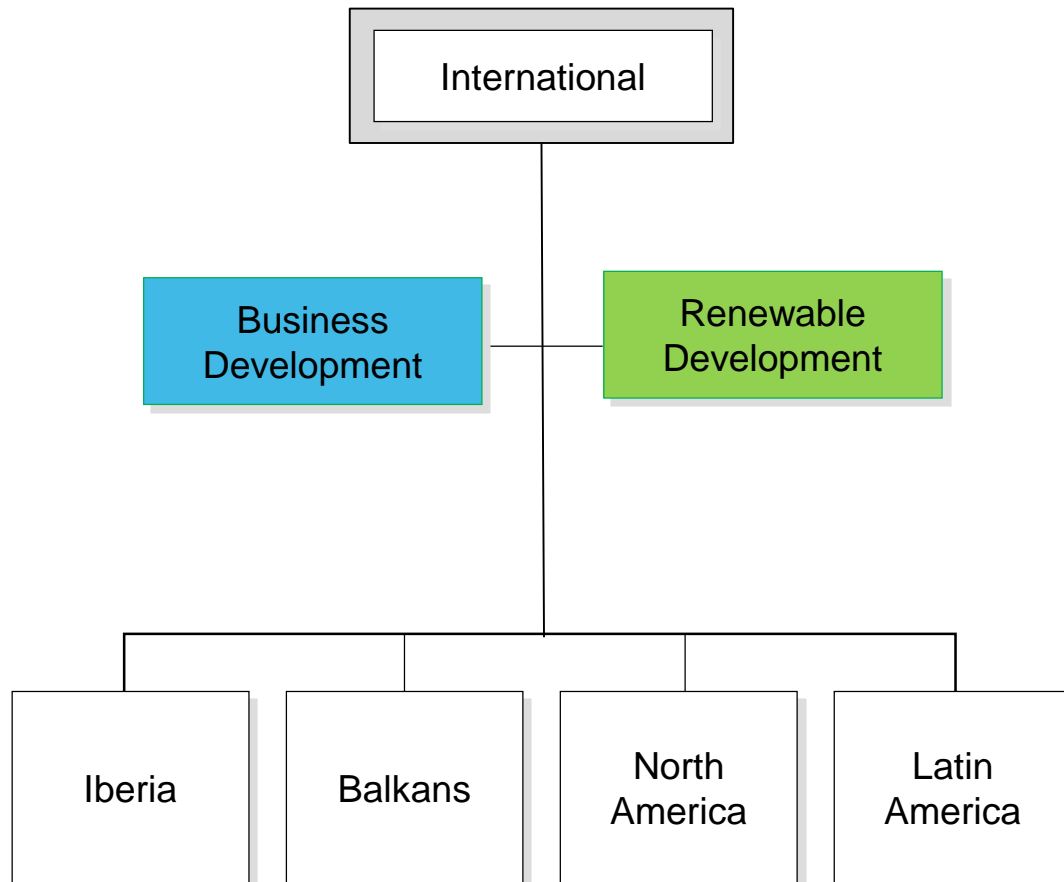 International
Business
Development
Renewable
Development
Iberia
Balkans
North
America
Latin
America